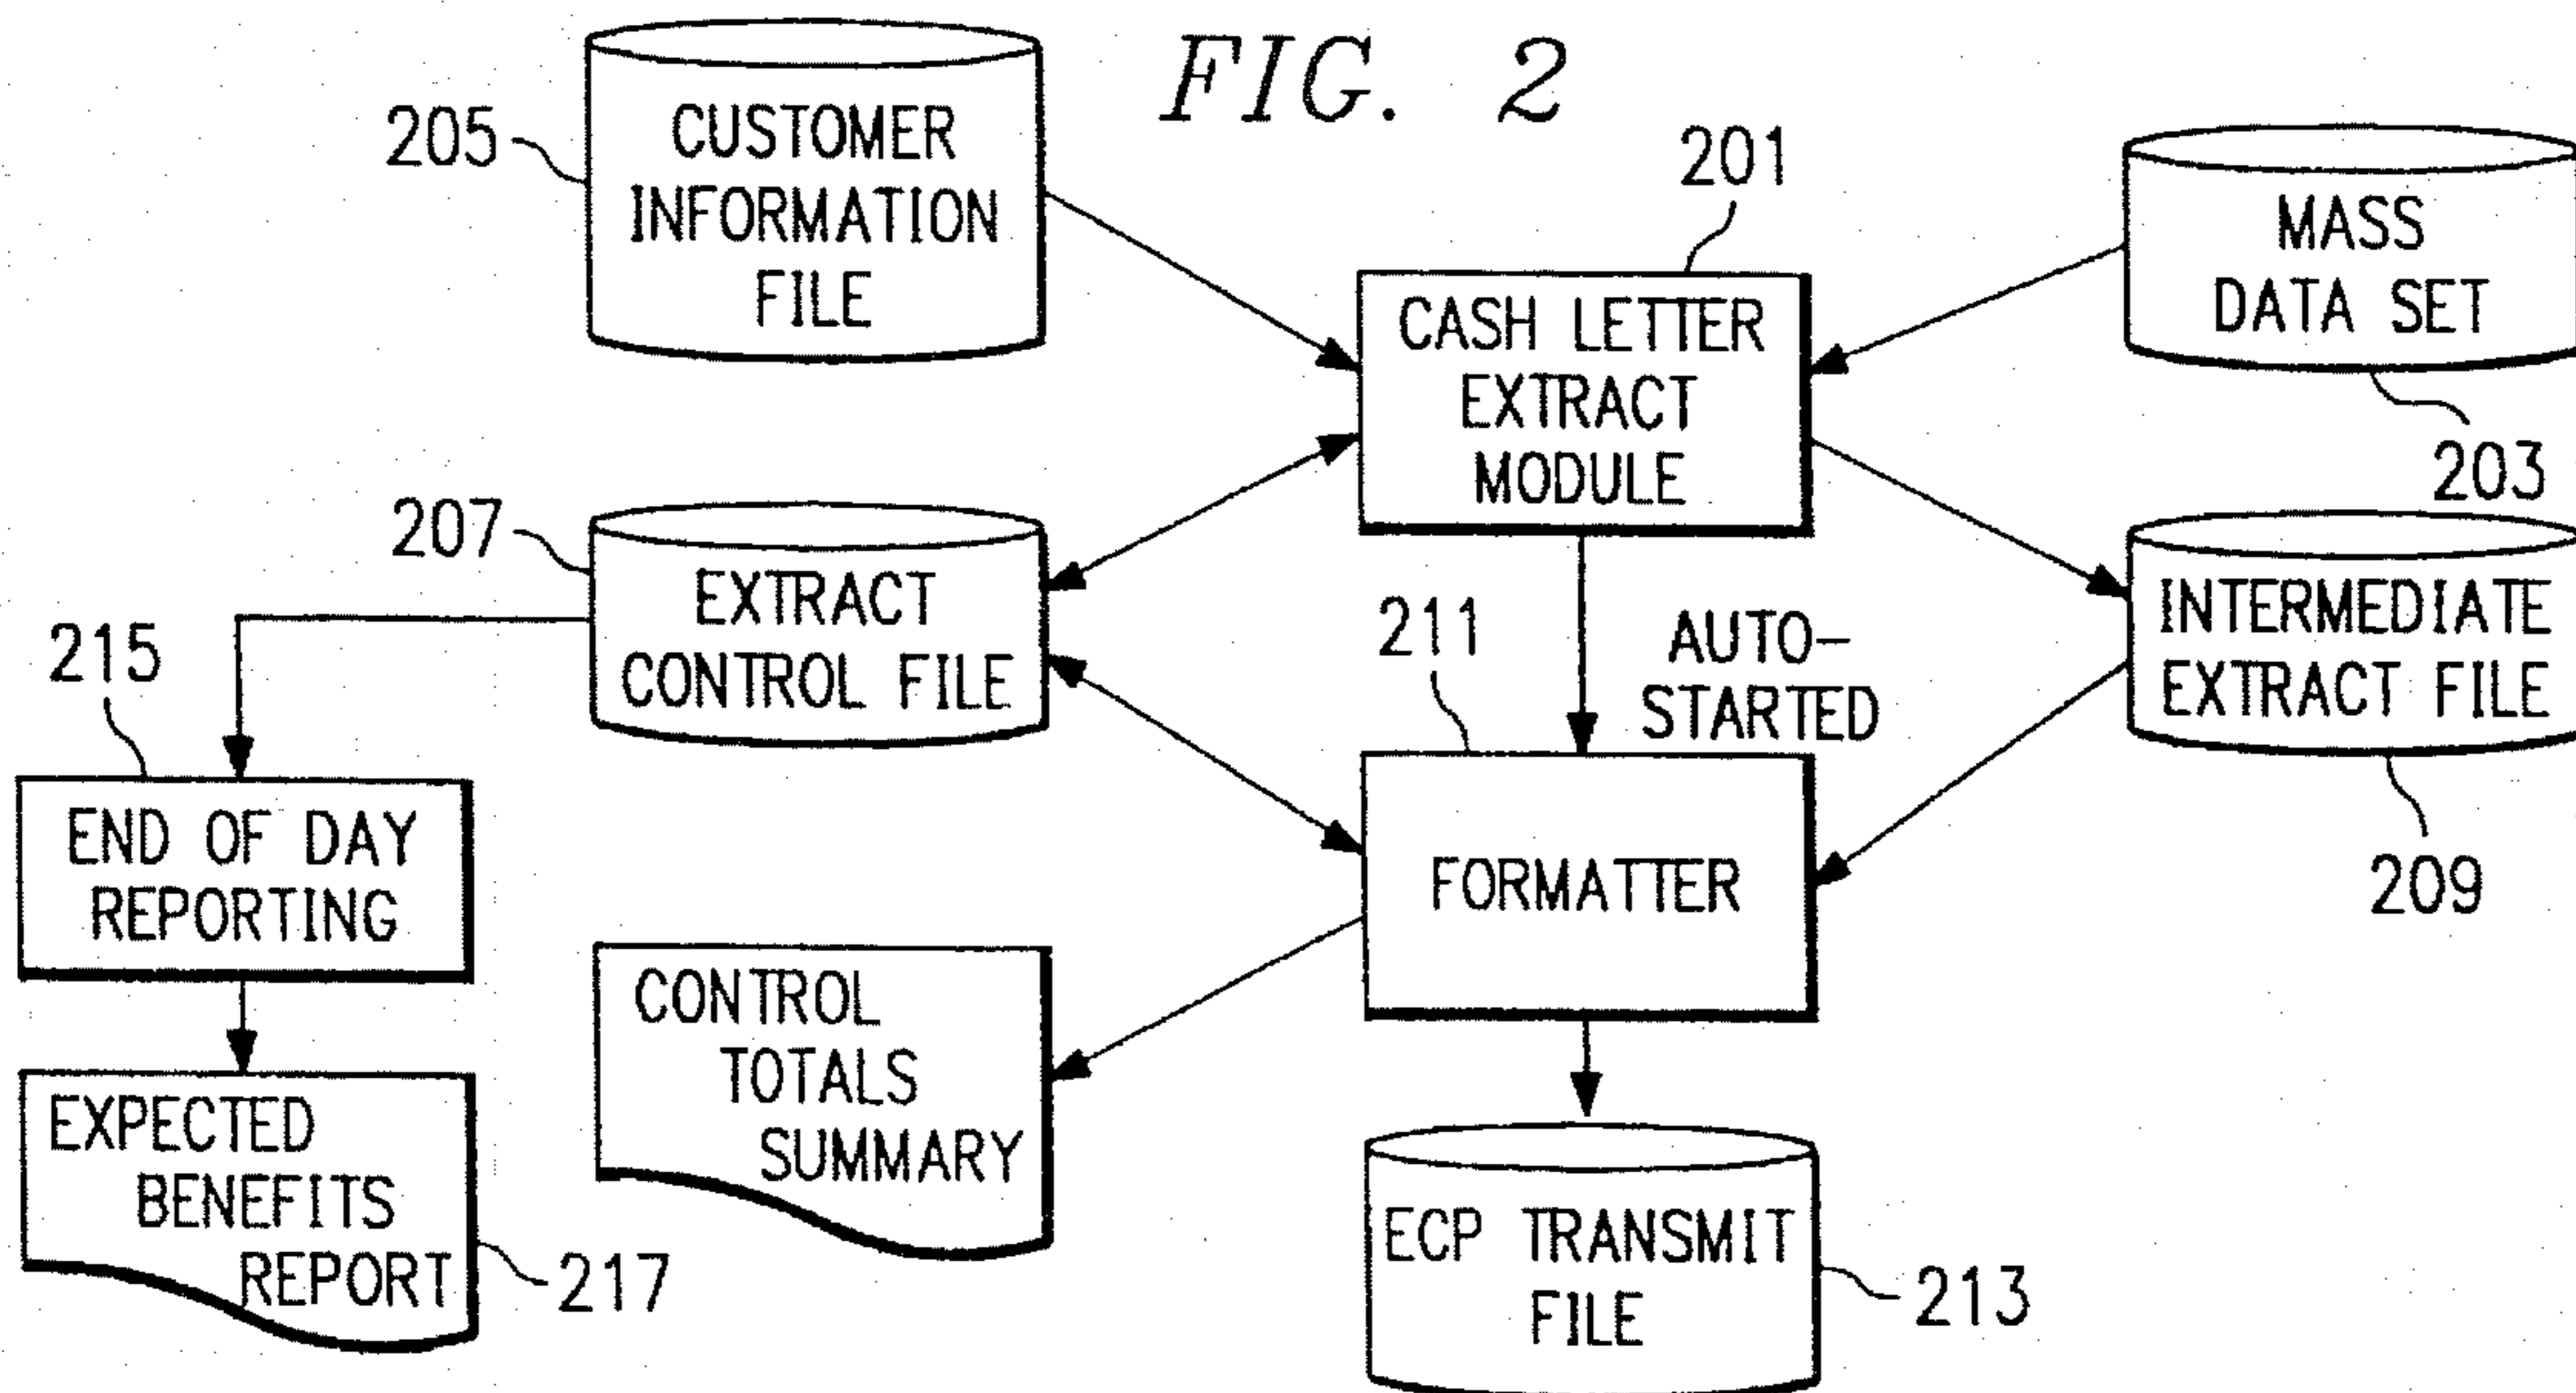 FIG. 2
205
CUSTOMER
INFORMATION
FILE
201
CASH LETTER
EXTRACT
MODULE
MASS
DATA SET
203
207
EXTRACT
CONTROL FILE
211
AUTO-
STARTED
INTERMEDIATE
EXTRACT FILE
209
215
END OF DAY
REPORTING
FORMATTER
CONTROL
TOTALS
SUMMARY
EXPECTED
BENEFITS
REPORT
217
ECP TRANSMIT
FILE
213